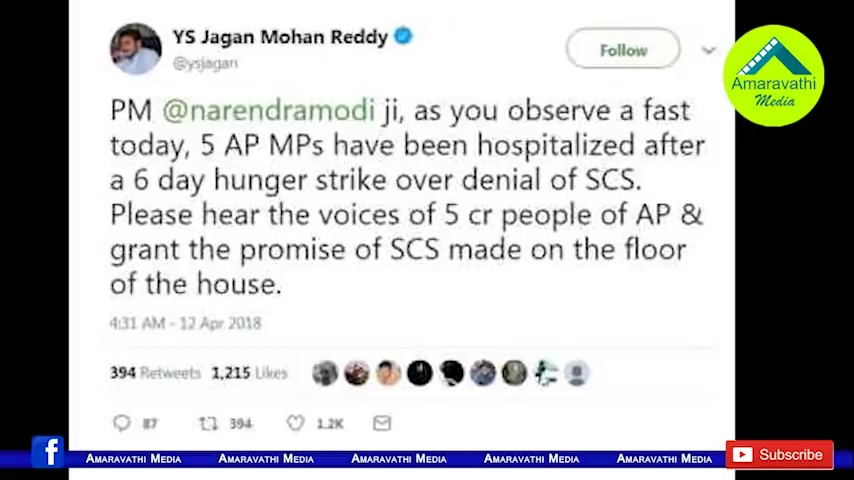 YS Jagan Mohan Reddy
@ysjagan
Follow
Amaravathi
Media
PM @narendramodi ji, as you observe a fast
today, 5 AP MPs have been hospitalized after
a 6 day hunger strike over denial of SCS.
Please hear the voices of 5 cr people of AP &
grant the promise of SCS made on the floor
of the house.
4:31 AM - 12 Apr 2018
394 Retweets 1,215 Likes
87 394 1.2K
f AMARAVATHI MEDIA AMARAVATHI MEDIA AMARAVATHI MEDIA AMARAVATHI MEDIA AMARAVATHI MEDIA Subscribe